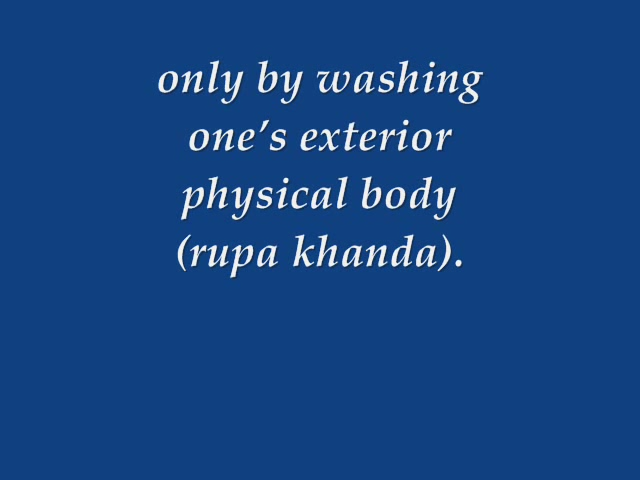 only by washing
one’s exterior
physical body
(rupa khanda).